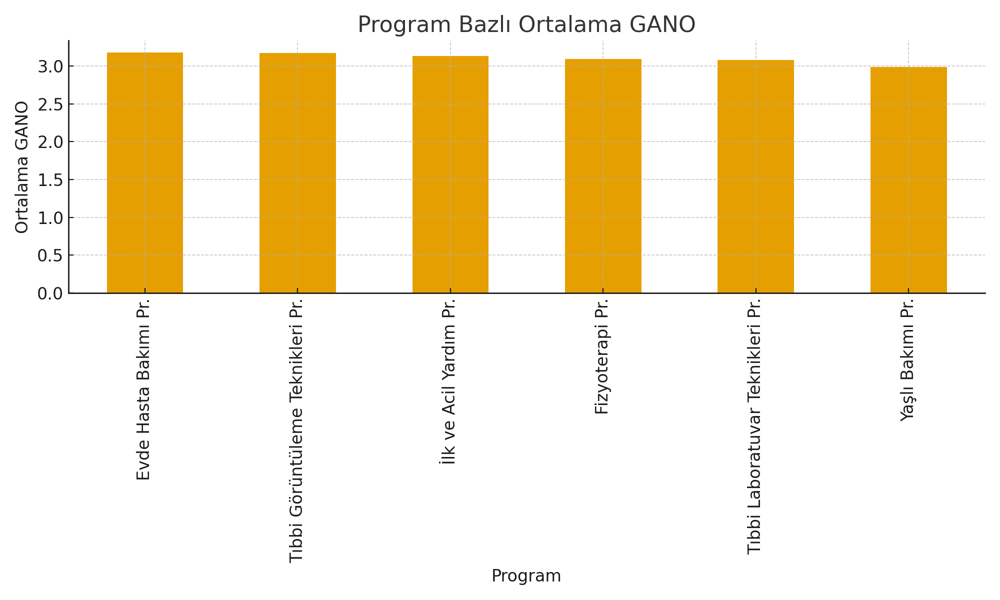 Program Bazlı Ortalama GANO
Ortalama GANO
3.0
2.5
2.0
1.5
1.0
0.5
0.0
Evde Hasta Bakımı Pr.
Tıbbi Görüntüleme Teknikleri Pr.
İlk ve Acil Yardım Pr.
Fizyoterapi Pr.
Tıbbi Laboratuvar Teknikleri Pr.
Yaşlı Bakımı Pr.
Program